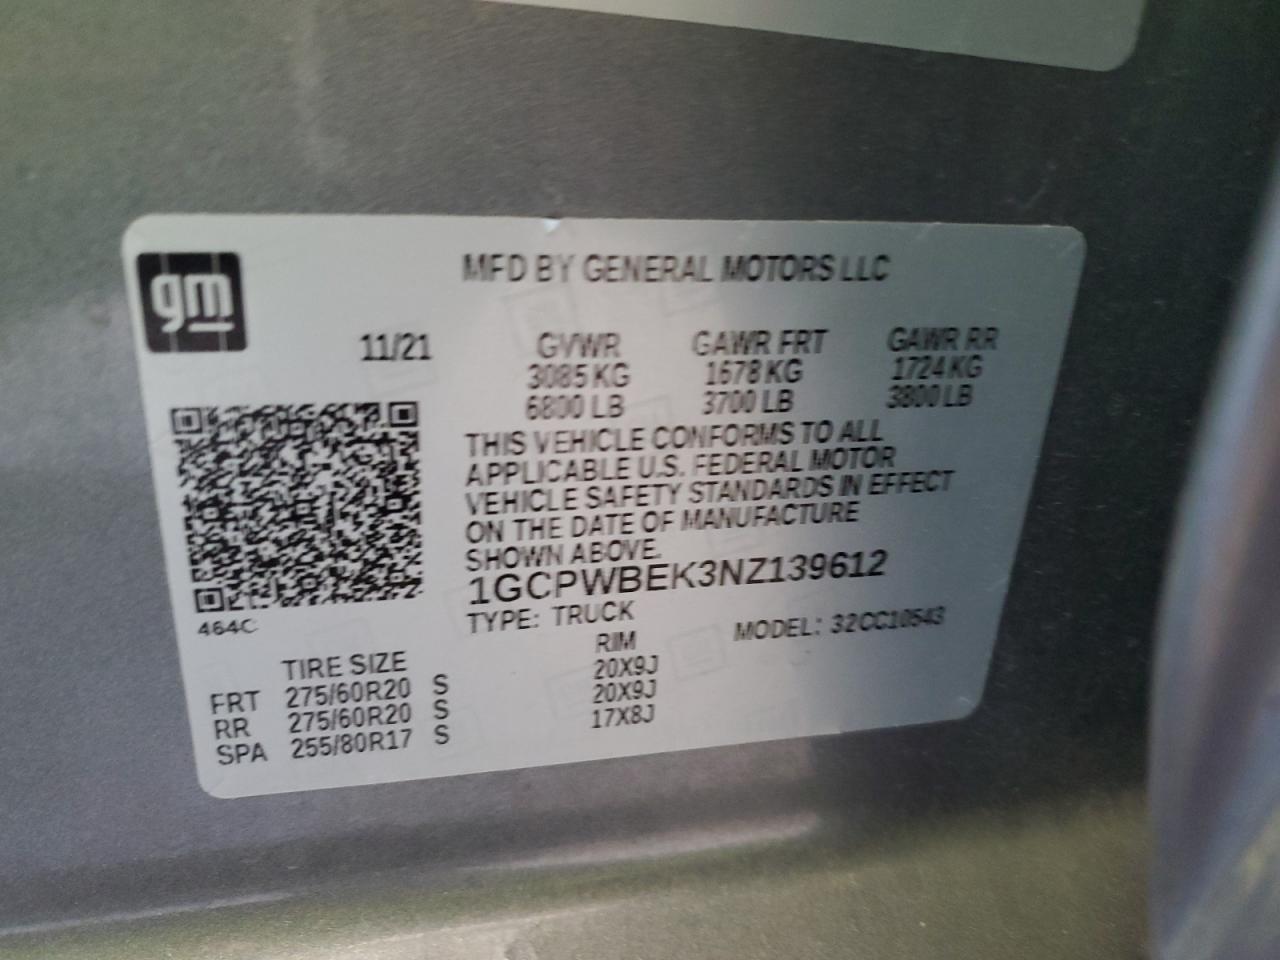 gm
MFD BY GENERAL MOTORS LLC
11/21 GVWR GAWR FRT GAWR RR
3085 KG 1678 KG 1724 KG
6800 LB 3700 LB 3800 LB
THIS VEHICLE CONFORMS TO ALL
APPLICABLE U.S. FEDERAL MOTOR
VEHICLE SAFETY STANDARDS IN EFFECT
ON THE DATE OF MANUFACTURE
SHOWN ABOVE.
1GCPWBEK3NZ139612
464C TYPE: TRUCK MODEL: 32CC10543
TIRE SIZE RIM
FRT 275/60R20 S 20X9J
RR 275/60R20 S 20X9J
SPA 255/80R17 S 17X8J